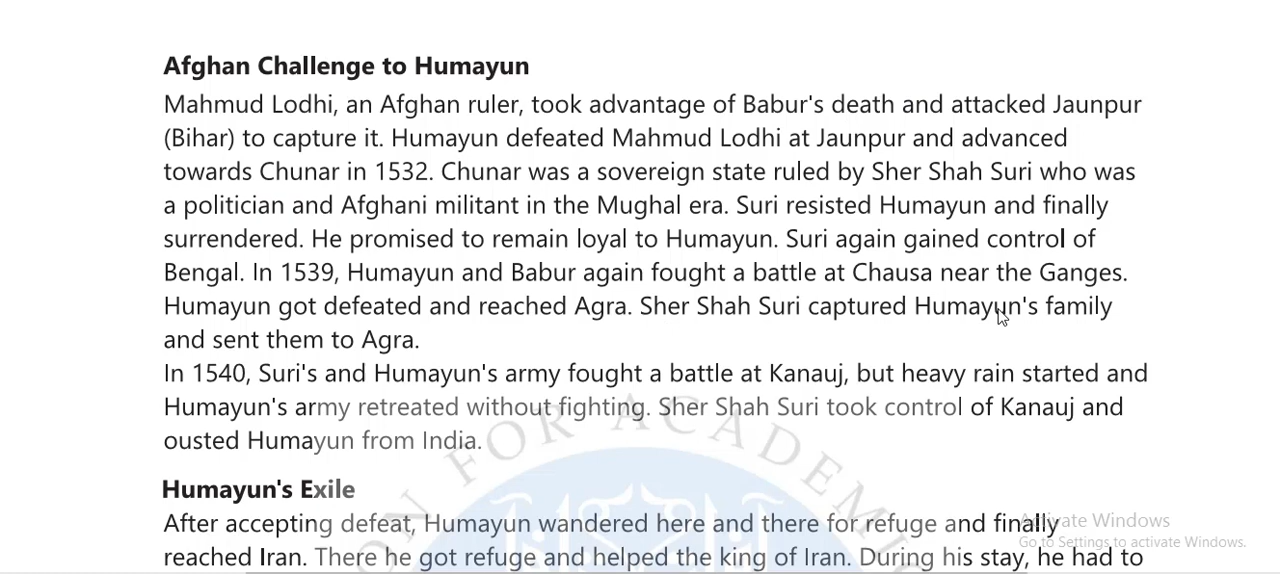 Afghan Challenge to Humayun
Mahmud Lodhi, an Afghan ruler, took advantage of Babur's death and attacked Jaunpur
(Bihar) to capture it. Humayun defeated Mahmud Lodhi at Jaunpur and advanced
towards Chunar in 1532. Chunar was a sovereign state ruled by Sher Shah Suri who was
a politician and Afghani militant in the Mughal era. Suri resisted Humayun and finally
surrendered. He promised to remain loyal to Humayun. Suri again gained control of
Bengal. In 1539, Humayun and Babur again fought a battle at Chausa near the Ganges.
Humayun got defeated and reached Agra. Sher Shah Suri captured Humayun's family
and sent them to Agra.
In 1540, Suri's and Humayun's army fought a battle at Kanauj, but heavy rain started and
Humayun's army retreated without fighting. Sher Shah Suri took control of Kanauj and
ousted Humayun from India.
ON FOR ACADEMI
Humayun's Exile
After accepting defeat, Humayun wandered here and there for refuge and finally
reached Iran. There he got refuge and helped the king of Iran. During his stay, he had to
Activate Windows
Go to Settings to activate Windows.